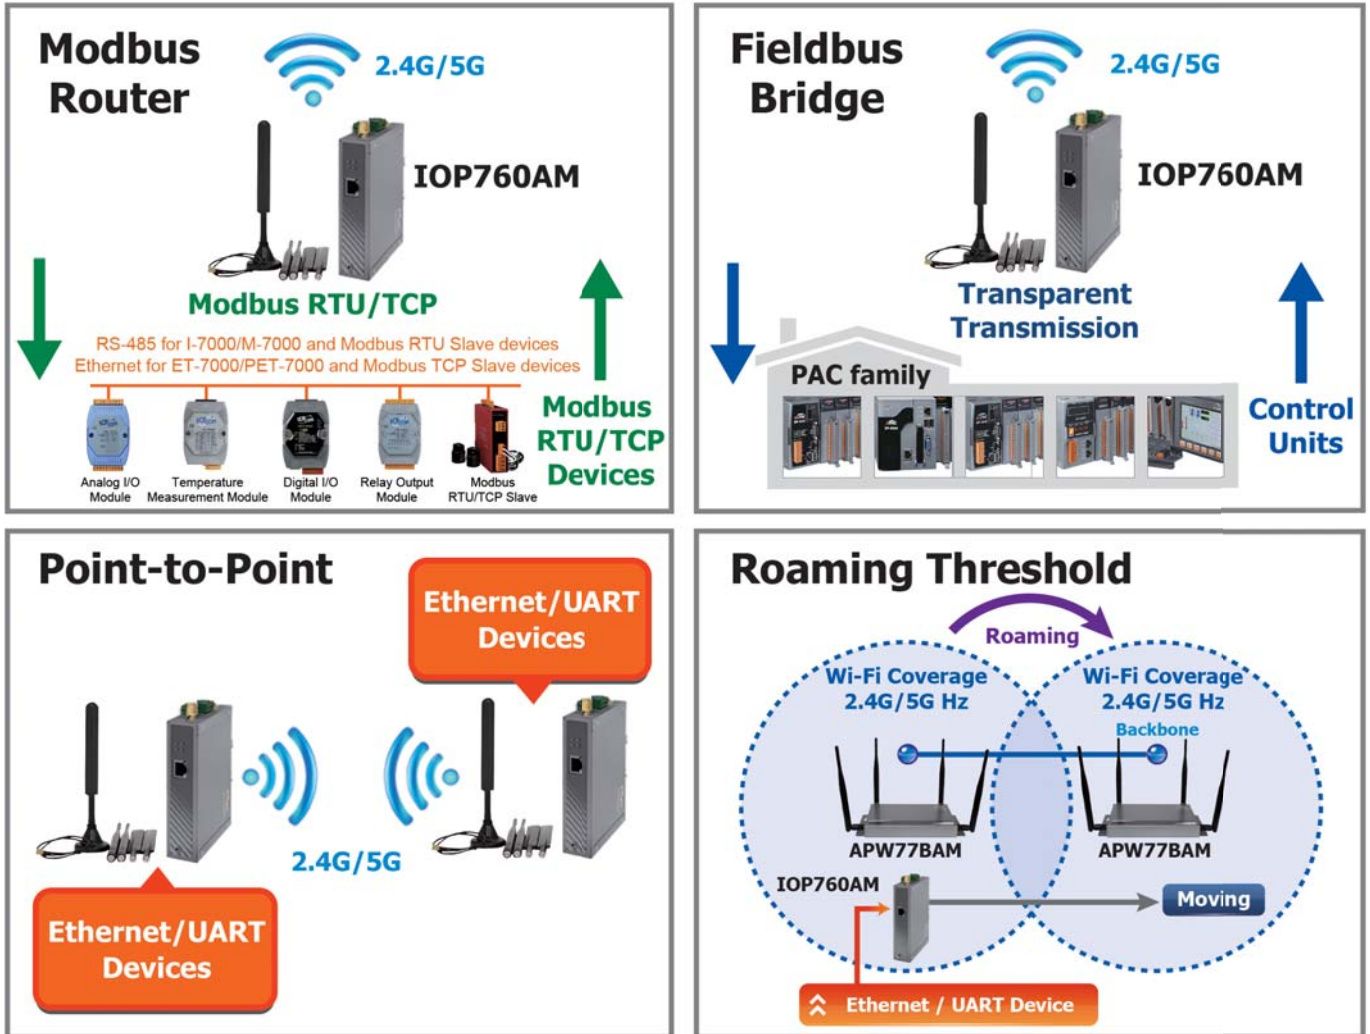 Modbus
Router
2.4G/5G
IOP760AM
Modbus RTU/TCP
RS-485 for I-7000/M-7000 and Modbus RTU Slave devices
Ethernet for ET-7000/PET-7000 and Modbus TCP Slave devices
Modbus
RTU/TCP
Devices
Analog I/O
Module
Temperature
Measurement Module
Digital I/O
Module
Relay Output
Module
Modbus
RTU/TCP Slave
Fieldbus
Bridge
2.4G/5G
IOP760AM
Transparent
Transmission
PAC family
Control
Units
Point-to-Point
Ethernet/UART
Devices
2.4G/5G
Ethernet/UART
Devices
Roaming Threshold
Roaming
Wi-Fi Coverage
2.4G/5G Hz
Wi-Fi Coverage
2.4G/5G Hz
Backbone
APW77BAM
APW77BAM
IOP760AM
Moving
Ethernet / UART Device